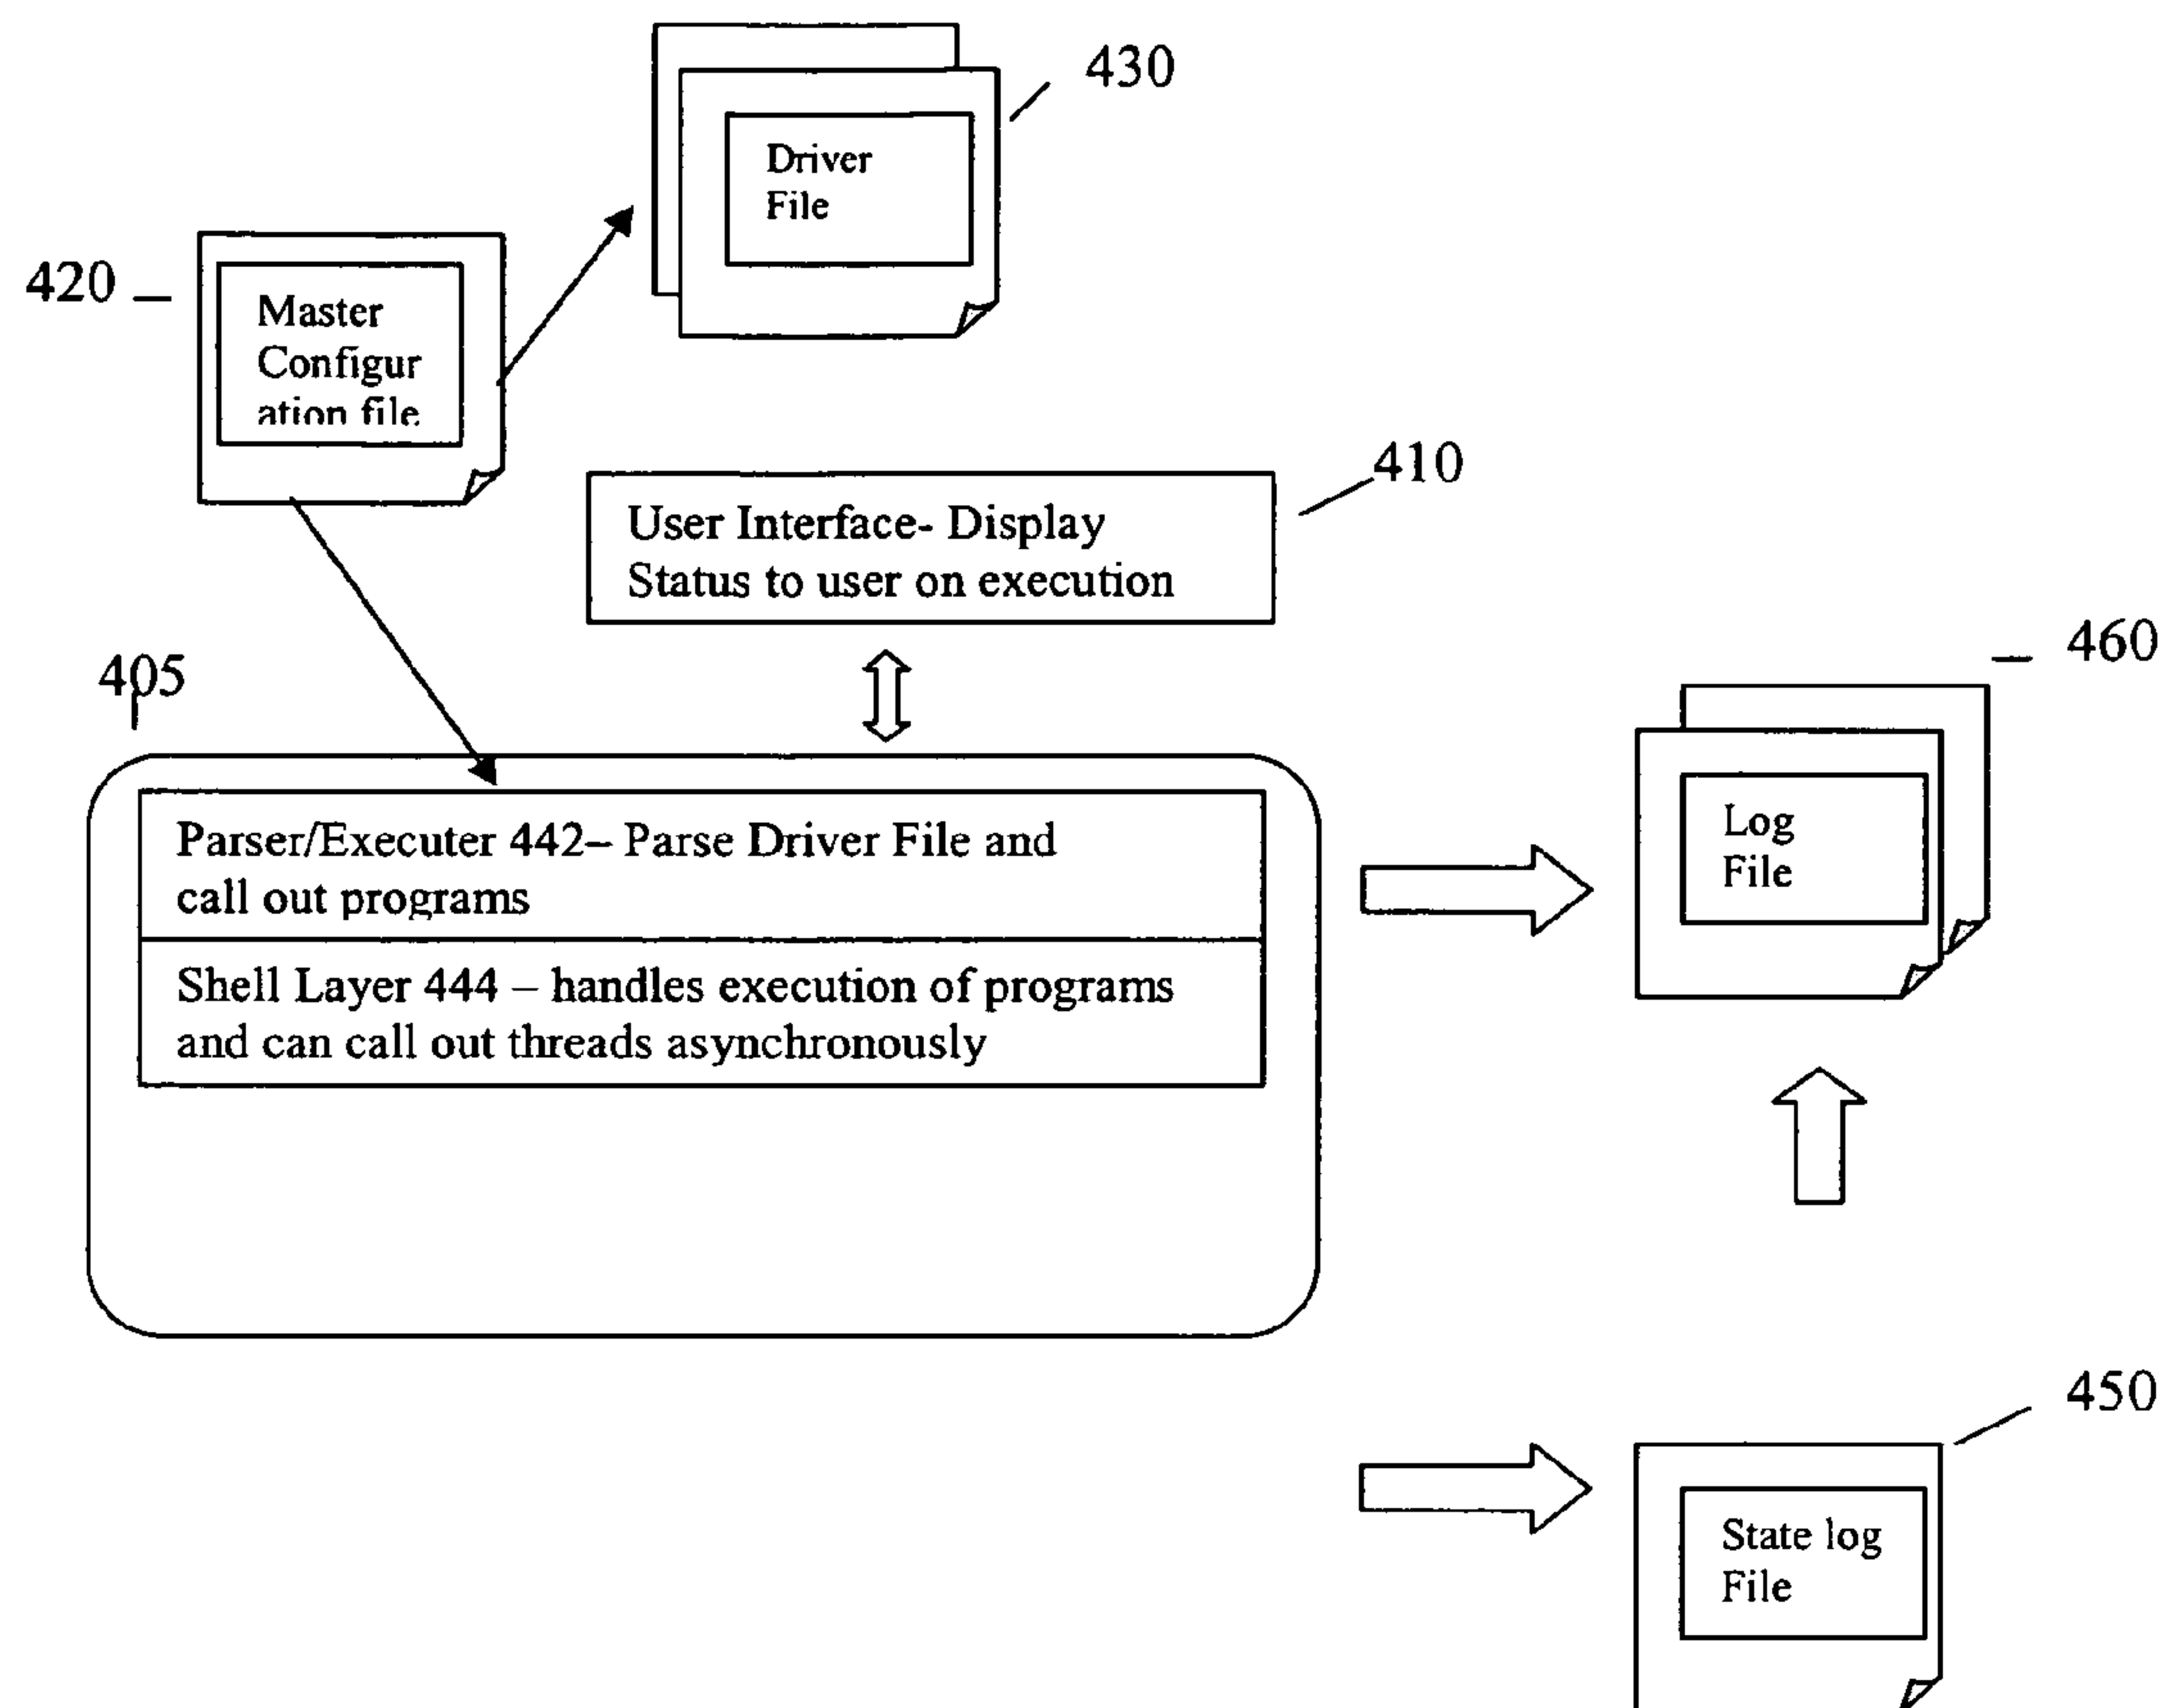 430
Driver
File
420
Master
Configur
ation file
410
User Interface- Display
Status to user on execution
405
460
Parser/Executer 442– Parse Driver File and
call out programs
Log
File
Shell Layer 444 – handles execution of programs
and can call out threads asynchronously
450
State log
File